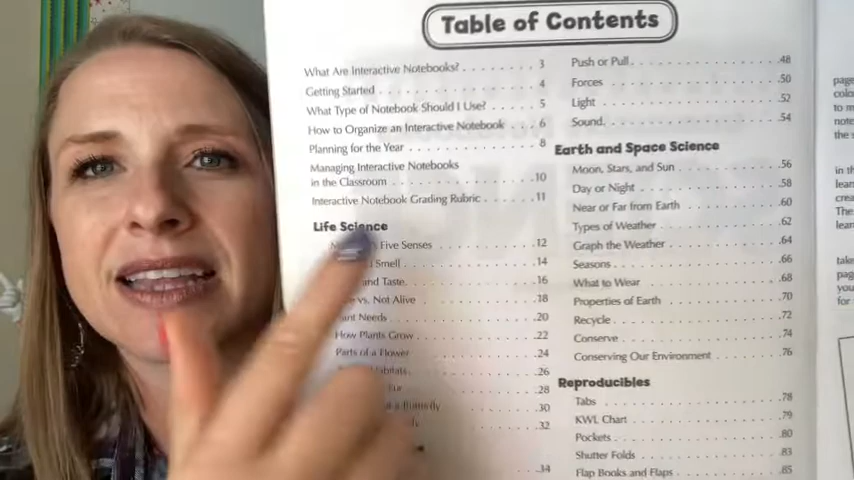 Table of Contents
What Are Interactive Notebooks? 3
Getting Started 4
What Type of Notebook Should I Use? 5
How to Organize an Interactive Notebook 6
Planning for the Year 8
Managing Interactive Notebooks
in the Classroom 10
Interactive Notebook Grading Rubric 11
Life Science
Five Senses 12
Smell 14
and Taste 16
vs. Not Alive 18
Needs 20
How Plants Grow 22
Parts of a Flower 24
Habitats
28
a Butterfly 30
32
34
Push or Pull 48
Forces 50
Light 52
Sound 54
Earth and Space Science
Moon, Stars, and Sun 56
Day or Night 58
Near or Far from Earth 60
Types of Weather 62
Graph the Weather 64
Seasons 66
What to Wear 68
Properties of Earth 70
Recycle 72
Conserve 74
Conserving Our Environment 76
Reproducibles
Tabs 78
KWL Chart 79
Pockets 80
Shutter Folds 83
Flap Books and Flaps 85